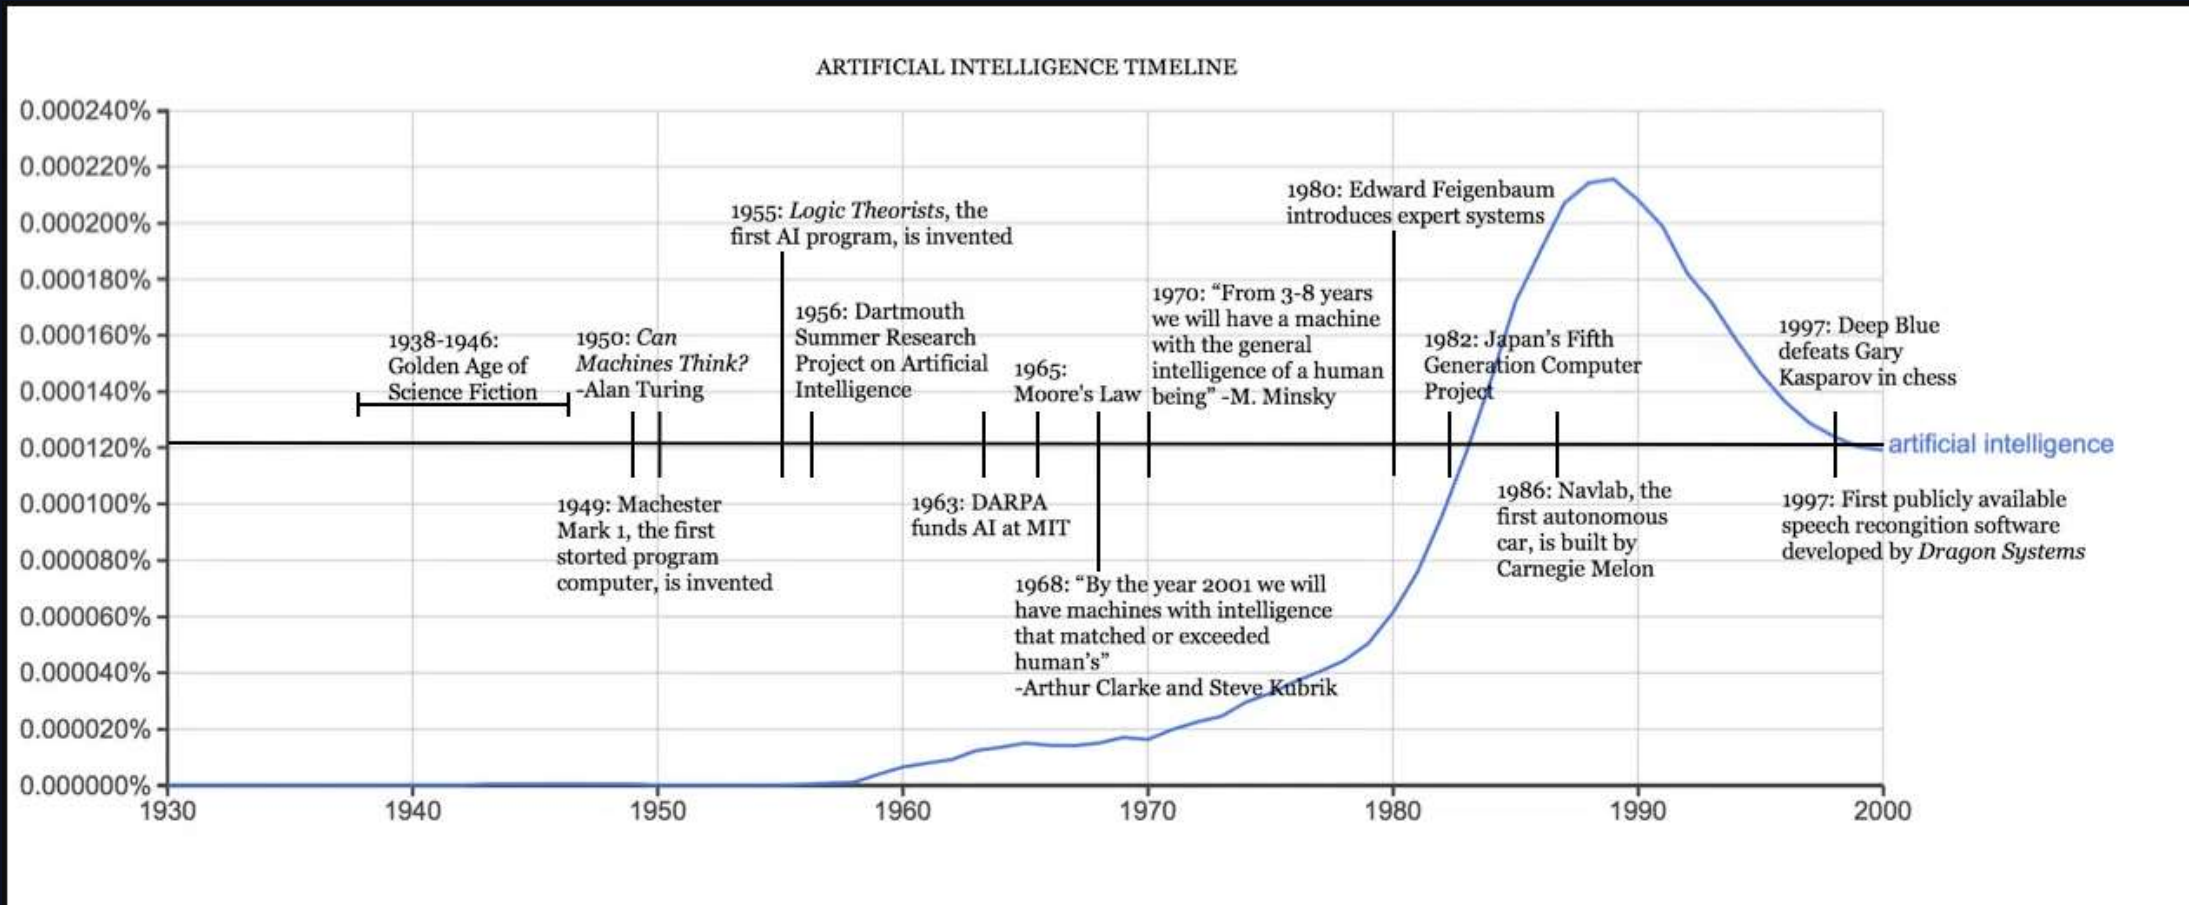 ARTIFICIAL INTELLIGENCE TIMELINE
0.000240%
0.000220%
0.000200%
0.000180%
0.000160%
0.000140%
0.000120%
0.000100%
0.000080%
0.000060%
0.000040%
0.000020%
0.000000%
1938-1946:
Golden Age of
Science Fiction
1950: Can
Machines Think?
-Alan Turing
1955: Logic Theorists, the
first AI program, is invented
1956: Dartmouth
Summer Research
Project on Artificial
Intelligence
1965:
Moore's Law
1970: “From 3-8 years
we will have a machine
with the general
intelligence of a human
being” -M. Minsky
1980: Edward Feigenbaum
introduces expert systems
1982: Japan’s Fifth
Generation Computer
Project
1997: Deep Blue
defeats Gary
Kasparov in chess
artificial intelligence
1949: Machester
Mark 1, the first
storted program
computer, is invented
1963: DARPA
funds AI at MIT
1968: “By the year 2001 we will
have machines with intelligence
that matched or exceeded
human’s”
-Arthur Clarke and Steve Kubrik
1986: Navlab, the
first autonomous
car, is built by
Carnegie Melon
1997: First publicly available
speech recongition software
developed by Dragon Systems
1930
1940
1950
1960
1970
1980
1990
2000